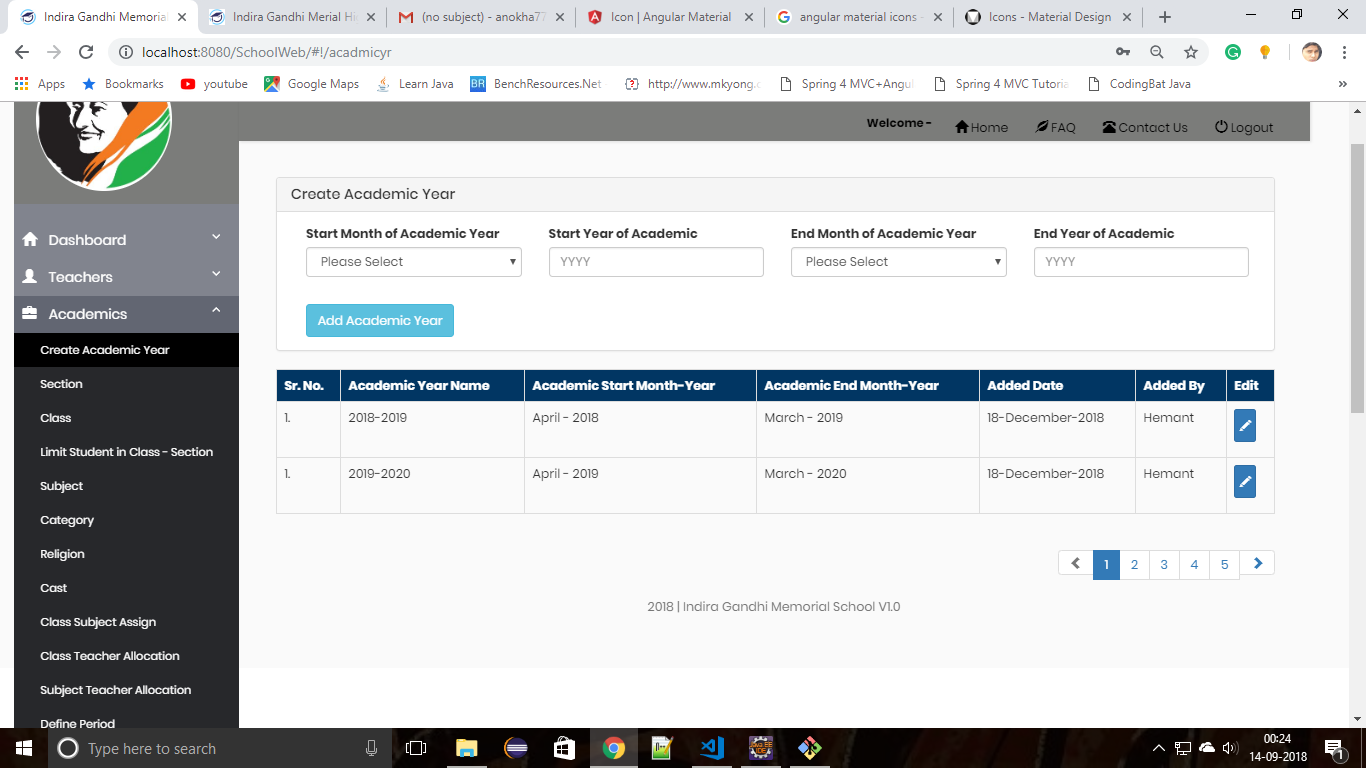 Indira Gandhi Memorial
Indira Gandhi Merial Hi
(no subject) - anokha77
Icon | Angular Material
angular material icons -
Icons - Material Design
localhost:8080/SchoolWeb/#!/acadmicyr
Apps
Bookmarks
youtube
Google Maps
Learn Java
BR
BenchResources.Net
http://www.mkyong.c
Spring 4 MVC+Angul
Spring 4 MVC Tutoria
CodingBat Java
Welcome -
Home
FAQ
Contact Us
Logout
Dashboard
Teachers
Academics
Create Academic Year
Section
Class
Limit Student in Class - Section
Subject
Category
Religion
Cast
Class Subject Assign
Class Teacher Allocation
Subject Teacher Allocation
Define Period
Create Academic Year
Start Month of Academic Year Start Year of Academic End Month of Academic Year End Year of Academic
Please Select YYYY Please Select YYYY
Add Academic Year
Sr. No. Academic Year Name Academic Start Month-Year Academic End Month-Year Added Date Added By Edit
1. 2018-2019 April - 2018 March - 2019 18-December-2018 Hemant
1. 2019-2020 April - 2019 March - 2020 18-December-2018 Hemant
1 2 3 4 5
2018 | Indira Gandhi Memorial School V1.0
Type here to search
00:24
14-09-2018
1